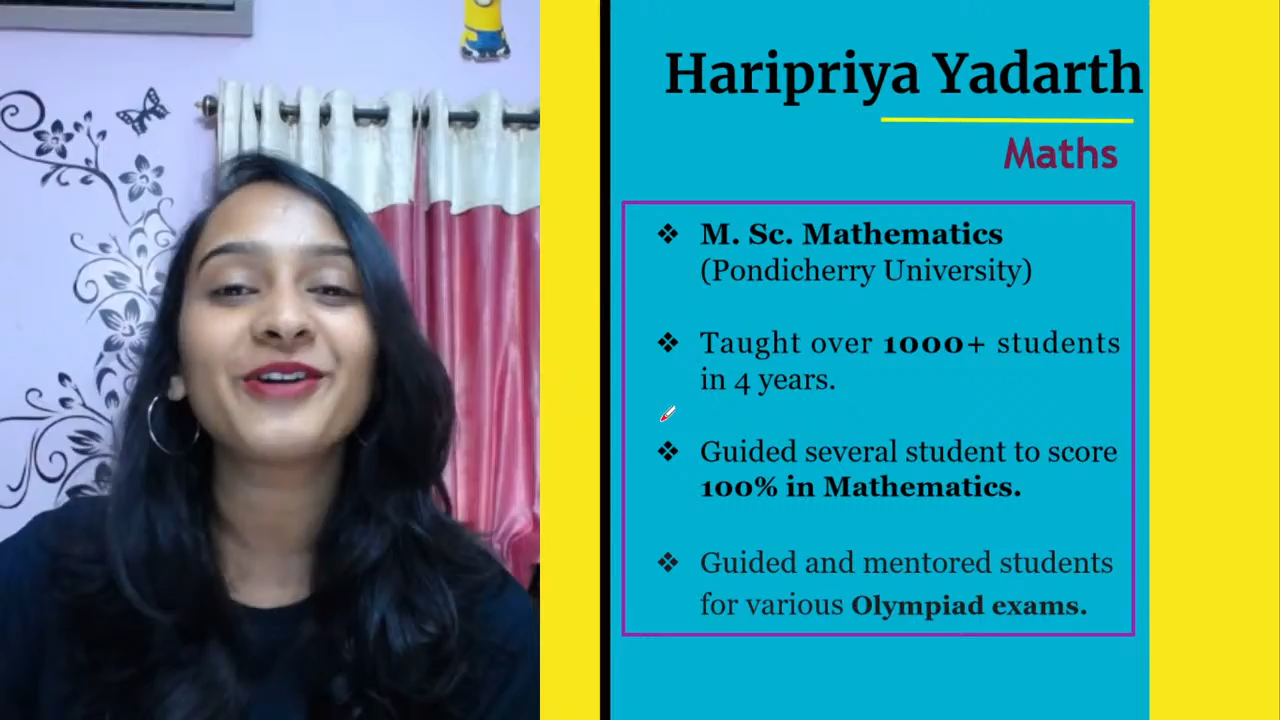 Haripriya Yadarth
Maths
❖ M. Sc. Mathematics
(Pondicherry University)
❖ Taught over 1000+ students
in 4 years.
❖ Guided several student to score
100% in Mathematics.
❖ Guided and mentored students
for various Olympiad exams.